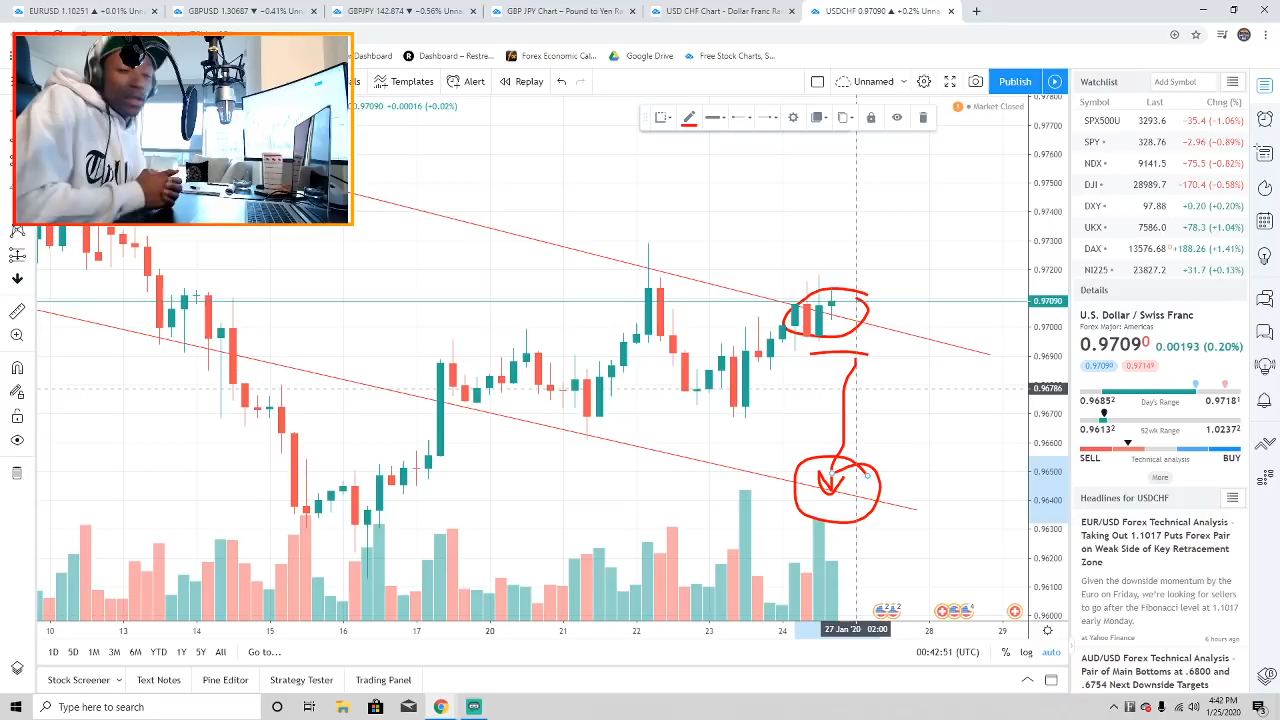 EURUSD 1.10251 ▲ −0.31% Unna
GBPUSD 1.30687 ▼ −0.41% Unn
GBPJPY 142.874 ▼ −0.56% Unna
GBP JPY Chart – Pound to Yen Ra
USD CHF Chart – Dollar Franc Ra
USDCHF 0.97090 ▲ +0.2% Unna
Dashboard
Dashboard – Restre...
Forex Economic Cal...
Google Drive
Free Stock Charts, S...
Templates
Alert
Replay
Unnamed
Publish
0.97090 +0.00016 (+0.02%)
Market Closed
0.97800
0.97700
0.97600
0.97500
0.97400
0.97300
0.97200
0.97090
0.97000
0.96900
0.96786
0.96700
0.96600
0.96500
0.96400
0.96300
0.96200
0.96100
0.96000
Watchlist
Add Symbol
Symbol Last Chng (%)
SPX500U 3293.6 −35.4 (−1.06%)
SPY 328.76 −2.96 (−0.89%)
NDX 9141.5 −75.5 (−0.82%)
DJI 28989.7 −170.4 (−0.58%)
DXY 97.88 +0.20 (+0.20%)
UKX 7586.0 +78.3 (+1.04%)
DAX 13576.68 D +188.26 (+1.41%)
NI225 23827.2 +31.7 (+0.13%)
Details
U.S. Dollar / Swiss Franc
Forex Major: Americas
0.97090 0.00193 (0.20%)
0.97090 0.97149
0.96852 Day's Range 0.97181
0.96132 52wk Range 1.02372
SELL Technical analysis BUY
More
Headlines for USDCHF
EUR/USD Forex Technical Analysis -
Taking Out 1.1017 Puts Forex Pair
on Weak Side of Key Retracement
Zone
Given the downside momentum by the
Euro on Friday, we're looking for sellers
to go after the Fibonacci level at 1.1017
early Monday.
at Yahoo Finance 6 hours ago
AUD/USD Forex Technical Analysis -
Pair of Main Bottoms at .6800 and
.6754 Next Downside Targets
10 13 14 15 16 17 20 21 22 23 24 27 Jan '20 02:00 28 29
1D 5D 1M 3M 6M YTD 1Y 5Y All Go to...
00:42:51 (UTC) % log auto
Stock Screener Text Notes Pine Editor Strategy Tester Trading Panel
Type here to search
4:42 PM
1/25/2020